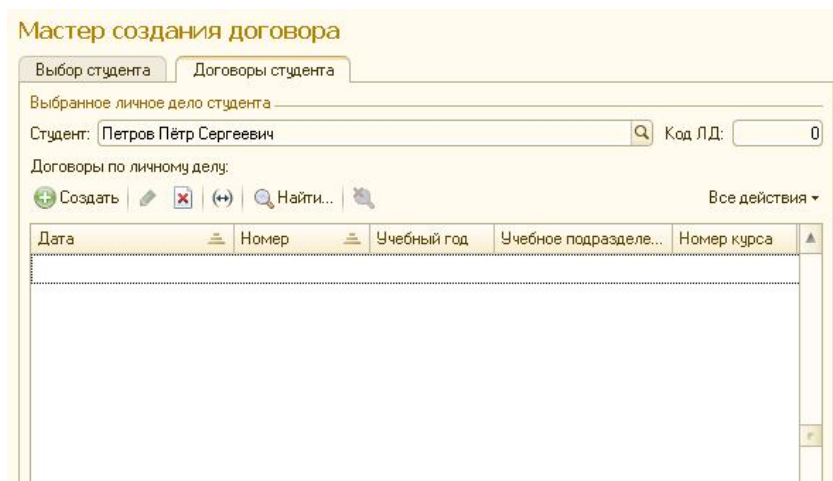 Мастер создания договора
Выбор студента Договоры студента
Выбранное личное дело студента
Студент: Петров Пётр Сергеевич Код ЛД: 0
Договоры по личному делу:
Создать Найти... Все действия
Дата Номер Учебный год Учебное подразделе... Номер курса